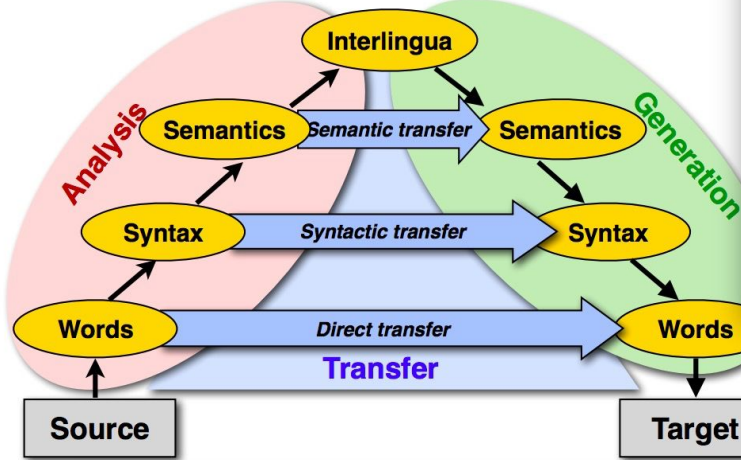 Interlingua
Analysis
Generation
Semantics
Semantic transfer
Semantics
Syntax
Syntactic transfer
Syntax
Words
Direct transfer
Words
Transfer
Source
Target